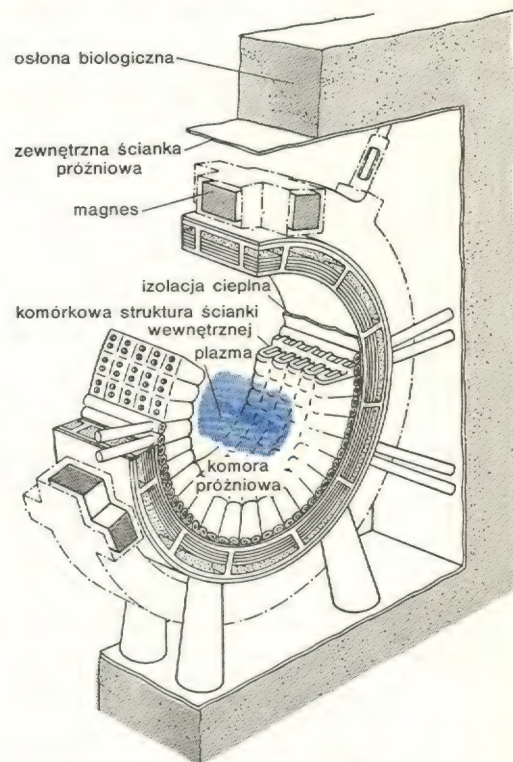 osłona biologiczna
zewnętrzna ścianka
próżniowa
magnes
izolacja cieplna
komórkowa struktura ścianki
wewnętrznej
plazma
komora
próżniowa